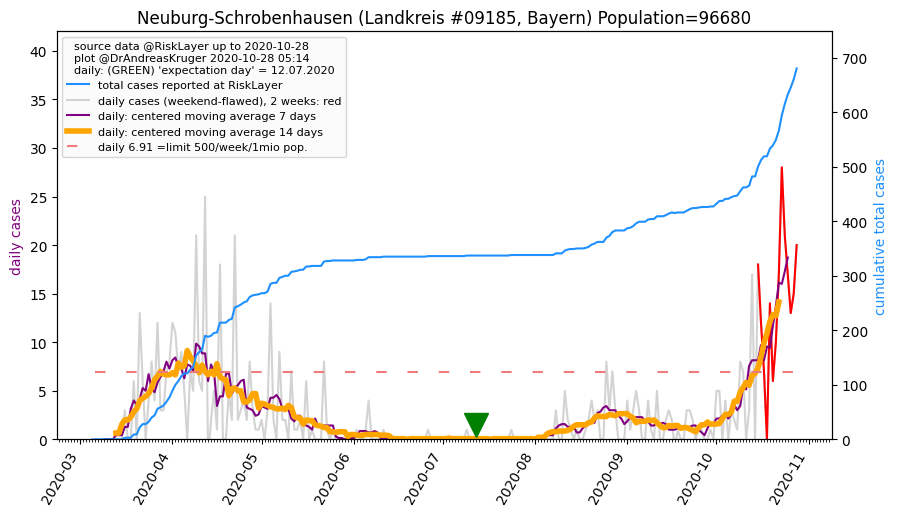 Neuburg-Schrobenhausen (Landkreis #09185, Bayern) Population=96680
source data @RiskLayer up to 2020-10-28
plot @DrAndreasKruger 2020-10-28 05:14
daily: (GREEN) 'expectation day' = 12.07.2020
total cases reported at RiskLayer
daily cases (weekend-flawed), 2 weeks: red
daily: centered moving average 7 days
daily: centered moving average 14 days
daily 6.91 =limit 500/week/1mio pop.
daily cases
40
35
30
25
20
15
10
5
0
cumulative total cases
700
600
500
400
300
200
100
0
2020-03
2020-04
2020-05
2020-06
2020-07
2020-08
2020-09
2020-10
2020-11